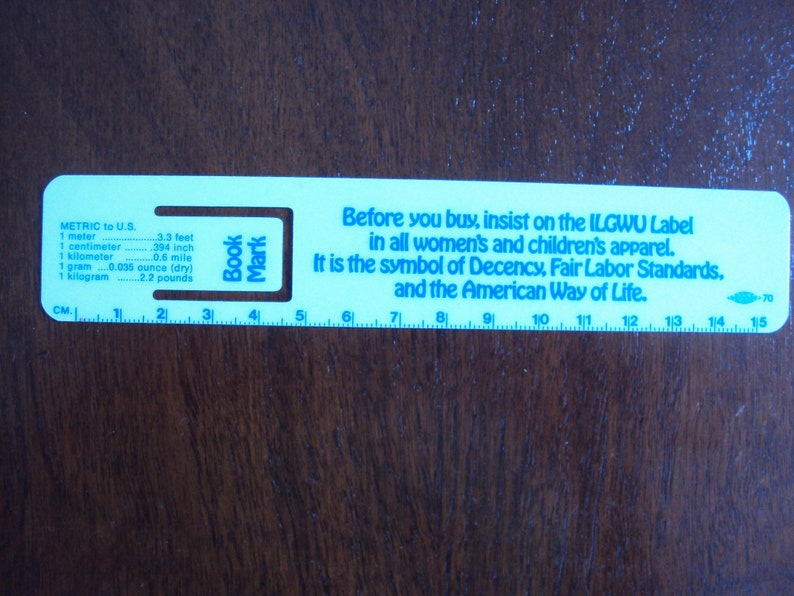 METRIC to U.S.
1 meter ..................3.3 feet
1 centimeter ........ .394 inch
1 kilometer ...........0.6 mile
1 gram ....0.035 ounce (dry)
1 kilogram ........2.2 pounds
Book
Mark
Before you buy, insist on the ILGWU Label
in all women's and children's apparel.
It is the symbol of Decency, Fair Labor Standards,
and the American Way of Life.
70
CM. 1 2 3 4 5 6 7 8 9 10 11 12 13 14 15